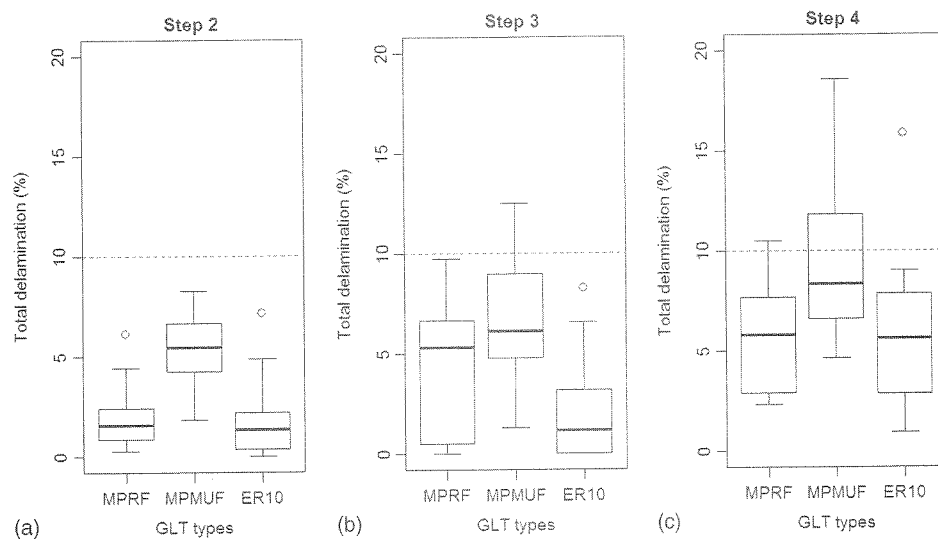 Step 2
Total delamination (%)
20
15
10
5
0
MPRF MPMUF ER10
(a)
GLT types
Step 3
Total delamination (%)
20
15
10
5
0
MPRF MPMUF ER10
(b)
GLT types
Step 4
Total delamination (%)
20
15
10
5
0
MPRF MPMUF ER10
(c)
GLT types